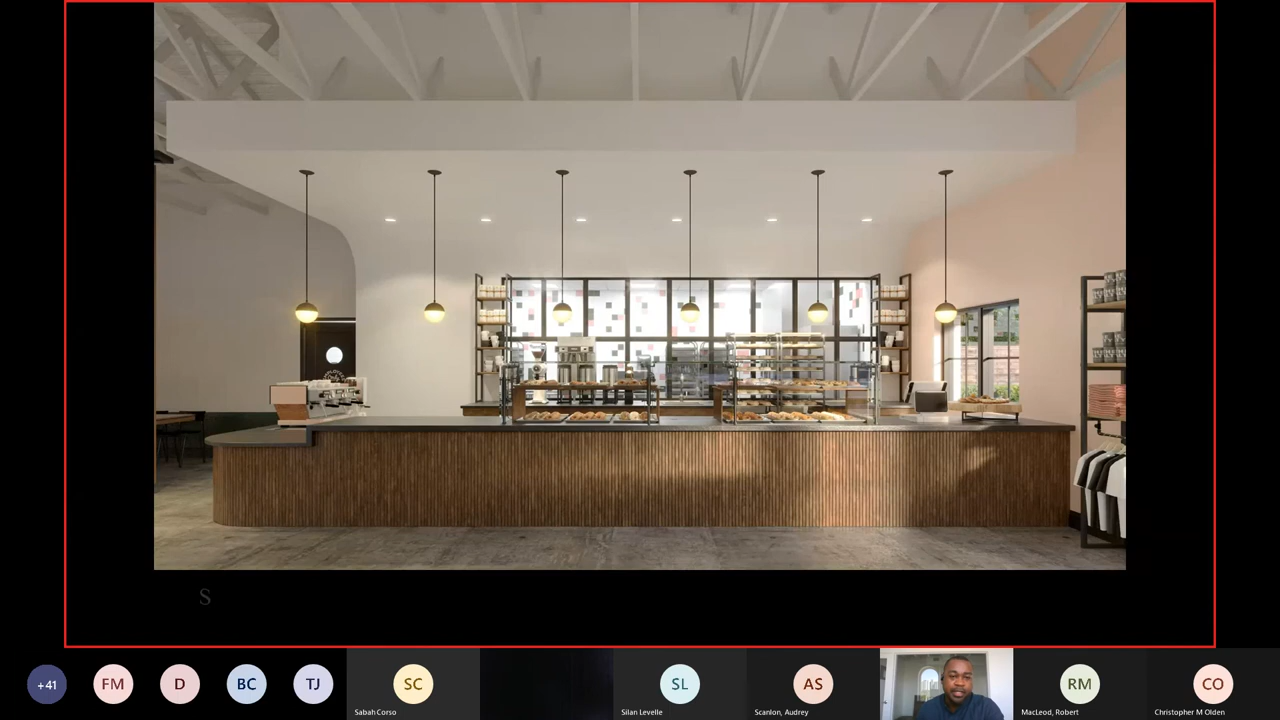 S
+41
FM
D
BC
TJ
SC
SL
AS
RM
CO
Sabah Corso
Silan Levelle
Scanlon, Audrey
MacLeod, Robert
Christopher M Olden